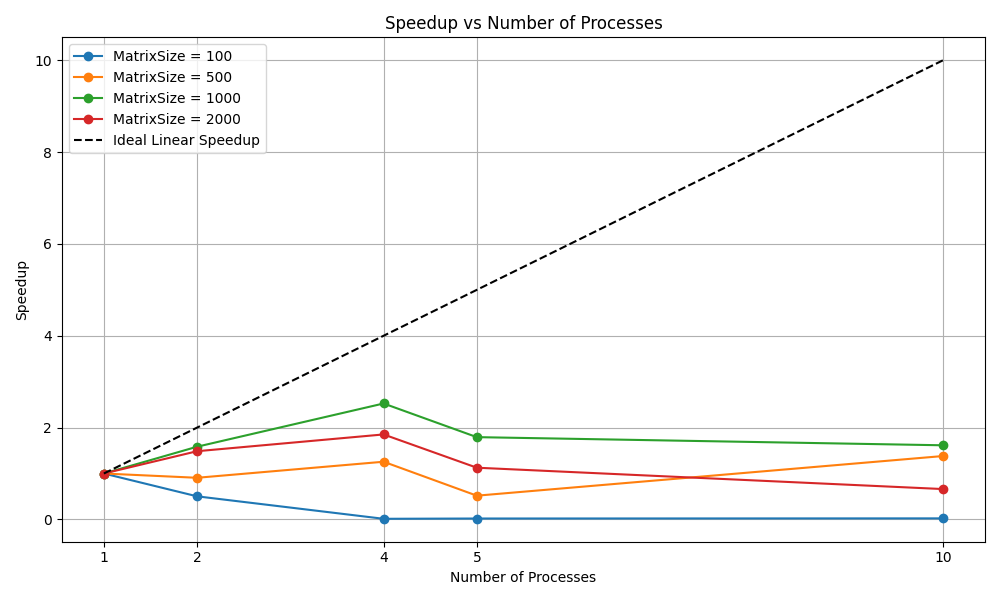 Speedup vs Number of Processes
MatrixSize = 100
MatrixSize = 500
MatrixSize = 1000
MatrixSize = 2000
Ideal Linear Speedup
Speedup
10
8
6
4
2
0
1 2 4 5 10
Number of Processes